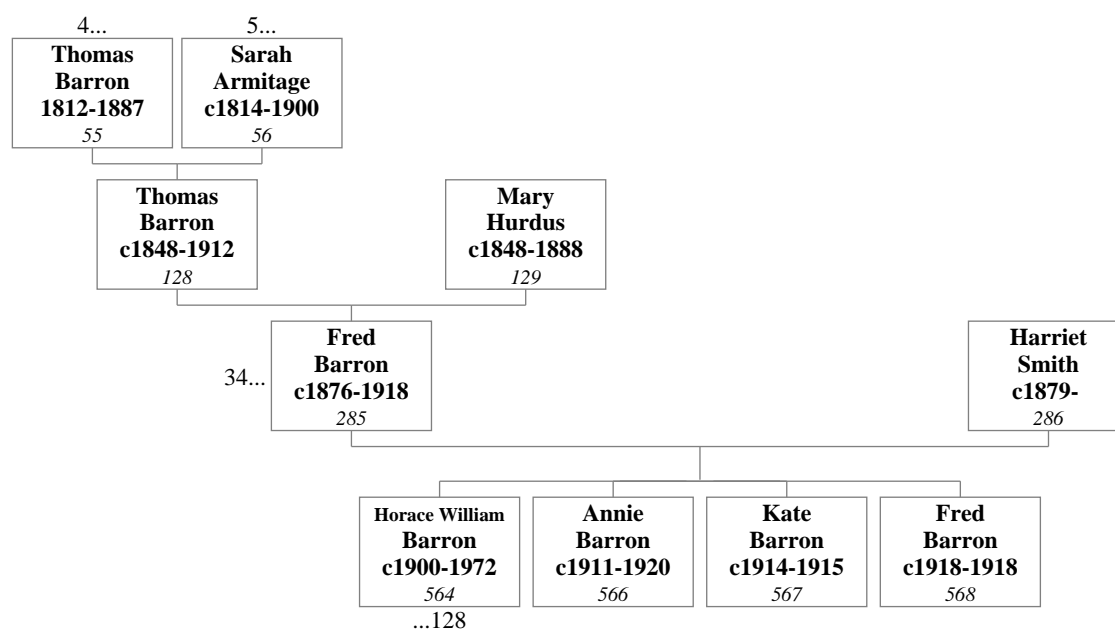 4...
5...
Thomas
Barron
1812-1887
55
Sarah
Armitage
c1814-1900
56
Thomas
Barron
c1848-1912
128
Mary
Hurdus
c1848-1888
129
34...
Fred
Barron
c1876-1918
285
Harriet
Smith
c1879-
286
Horace William
Barron
c1900-1972
564
Annie
Barron
c1911-1920
566
Kate
Barron
c1914-1915
567
Fred
Barron
c1918-1918
568
...128